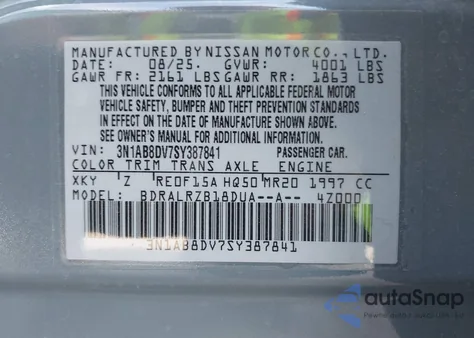 MANUFACTURED BY NISSAN MOTOR CO., LTD.
DATE: 08/25. GVWR: 4001 LBS
GAWR FR: 2161 LBS GAWR RR: 1863 LBS
THIS VEHICLE CONFORMS TO ALL APPLICABLE FEDERAL MOTOR
VEHICLE SAFETY, BUMPER AND THEFT PREVENTION STANDARDS
IN EFFECT ON THE DATE OF MANUFACTURE SHOWN ABOVE.
SEE OWNER'S MANUAL FOR ADDITIONAL INFORMATION.
VIN: 3N1AB8DV7SY387841 PASSENGER CAR.
COLOR TRIM TRANS AXLE ENGINE
XKY Z RE0F15A HQ50 MR20 1997 CC
MODEL: BDRALRZB18DUA--A-- 4Z000
3N1AB8DV7SY387841
autoSnap